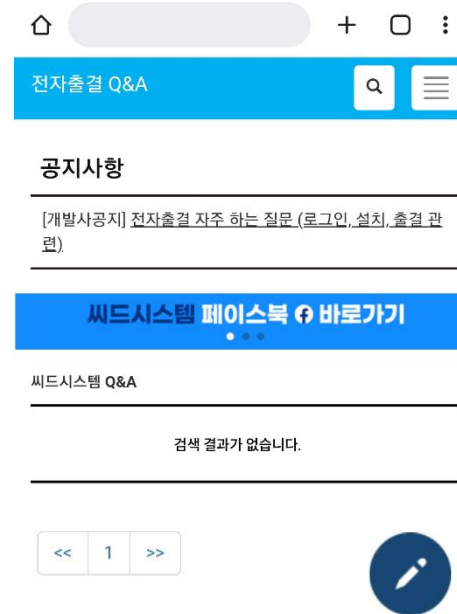 전자출결 Q&A
공지사항
[개발사공지] 전자출결 자주 하는 질문 (로그인, 설치, 출결 관
련)
씨드시스템 페이스북 바로가기
씨드시스템 Q&A
검색 결과가 없습니다.
<< 1 >>